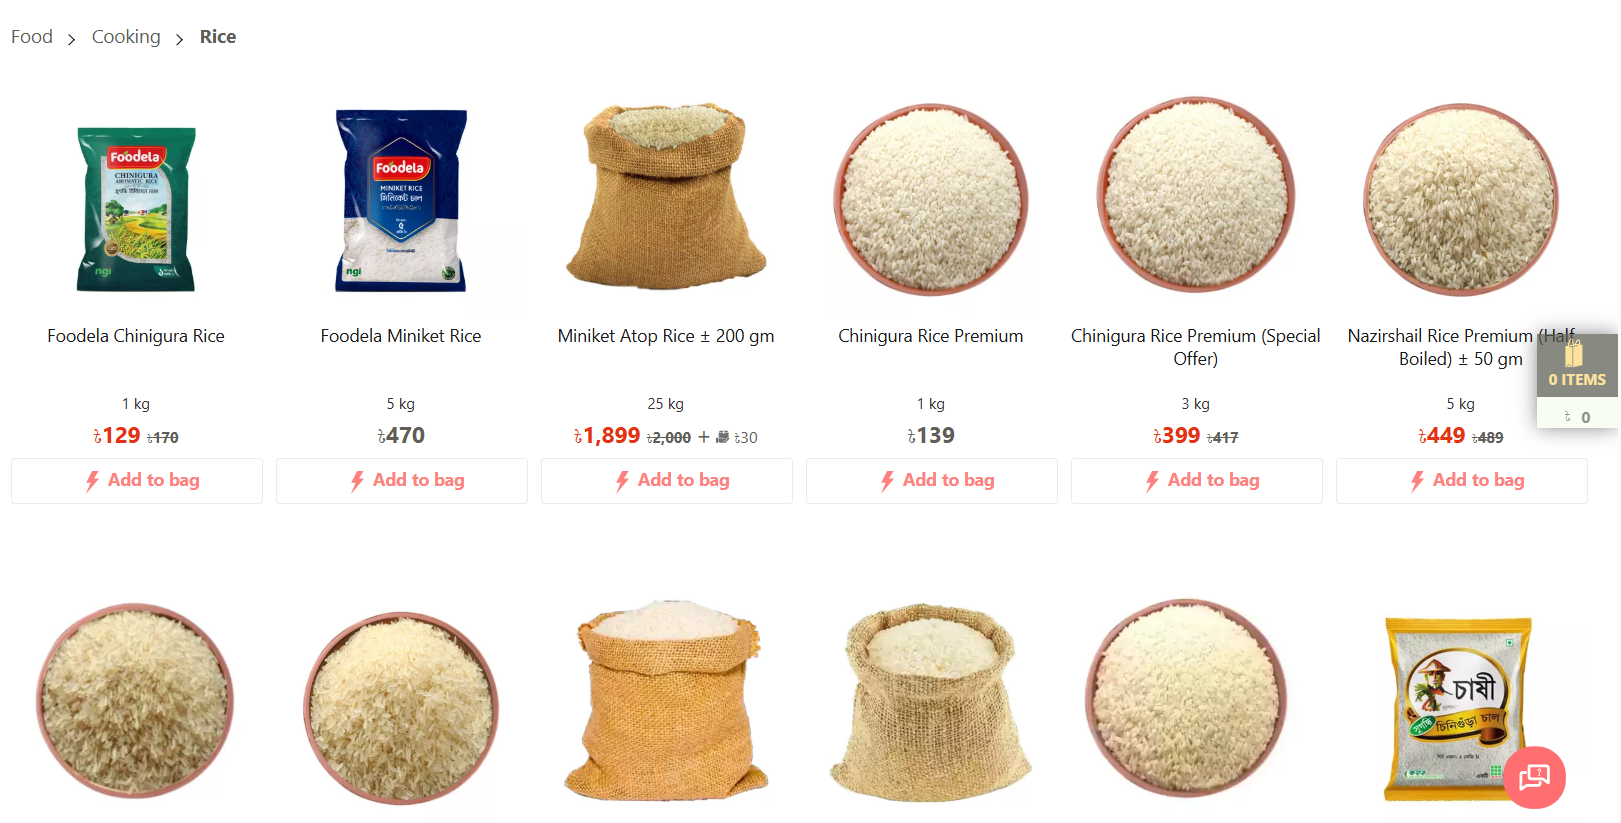 Food > Cooking > Rice
Foodela
CHINIGURA
AROMATIC RICE
সুগন্ধি চিনিগুঁড়া চাল
ngi
Foodela
MINIKET RICE
মিনিকেট চাল
৫
ngi
Foodela Chinigura Rice
Foodela Miniket Rice
Miniket Atop Rice ± 200 gm
Chinigura Rice Premium
Chinigura Rice Premium (Special
Offer)
Nazirshail Rice Premium (Half
Boiled) ± 50 gm
1 kg
5 kg
25 kg
1 kg
3 kg
5 kg
৳129 ৳170
৳470
৳1,899 ৳2,000 + ৳30
৳139
৳399 ৳417
৳449 ৳489
Add to bag
Add to bag
Add to bag
Add to bag
Add to bag
Add to bag
0 ITEMS
৳ 0
চাষী
সুগন্ধি
চিনিগুঁড়া চাল